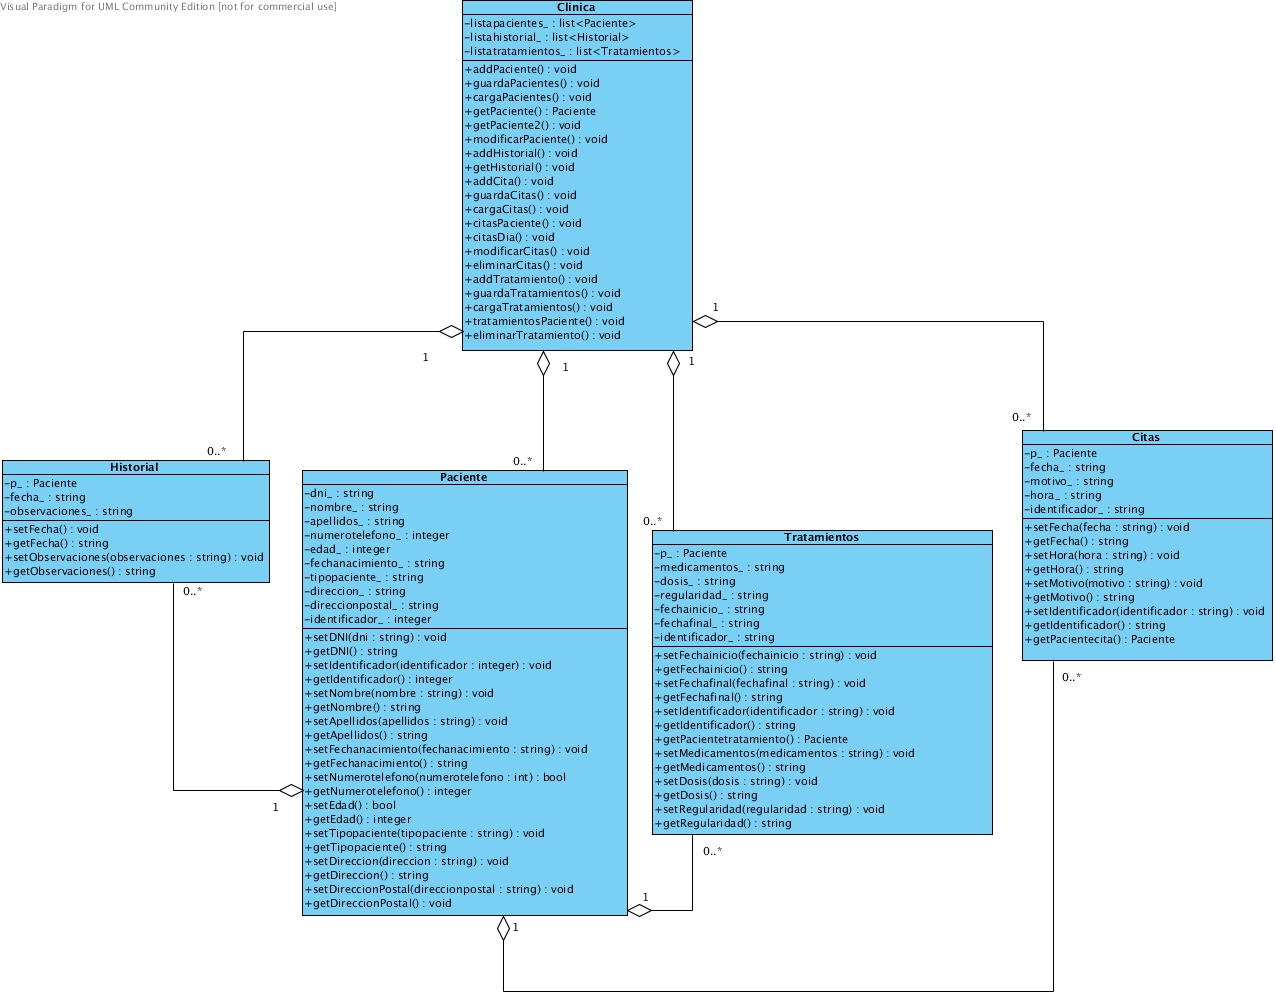 Visual Paradigm for UML Community Edition [not for commercial use]
Clinica
-listapacientes_ : list<Paciente>
-listahistorial_ : list<Historial>
-listatratamientos_ : list<Tratamientos>
+addPaciente() : void
+guardaPacientes() : void
+cargaPacientes() : void
+getPaciente() : Paciente
+getPaciente2() : void
+modificarPaciente() : void
+addHistorial() : void
+getHistorial() : void
+addCita() : void
+guardaCitas() : void
+cargaCitas() : void
+citasPaciente() : void
+citasDia() : void
+modificarCitas() : void
+eliminarCitas() : void
+addTratamiento() : void
+guardaTratamientos() : void
+cargaTratamientos() : void
+tratamientosPaciente() : void
+eliminarTratamiento() : void
1
1
1
1
0..*
0..*
0..*
0..*
Historial
-p_ : Paciente
-fecha_ : string
-observaciones_ : string
+setFecha() : void
+getFecha() : string
+setObservaciones(observaciones : string) : void
+getObservaciones() : string
0..*
1
Paciente
-dni_ : string
-nombre_ : string
-apellidos_ : string
-numerotelefono_ : integer
-edad_ : integer
-fechanacimiento_ : string
-tipopaciente_ : string
-direccion_ : string
-direccionpostal_ : string
-identificador_ : integer
+setDNI(dni : string) : void
+getDNI() : string
+setIdentificador(identificador : integer) : void
+getIdentificador() : integer
+setNombre(nombre : string) : void
+getNombre() : string
+setApellidos(apellidos : string) : void
+getApellidos() : string
+setFechanacimiento(fechanacimiento : string) : void
+getFechanacimiento() : string
+setNumerotelefono(numerotelefono : int) : bool
+getNumerotelefono() : integer
+setEdad() : bool
+getEdad() : integer
+setTipopaciente(tipopaciente : string) : void
+getTipopaciente() : string
+setDireccion(direccion : string) : void
+getDireccion() : string
+setDireccionPostal(direccionpostal : string) : void
+getDireccionPostal() : void
1
1
Tratamientos
-p_ : Paciente
-medicamentos_ : string
-dosis_ : string
-regularidad_ : string
-fechainicio_ : string
-fechafinal_ : string
-identificador_ : string
+setFechainicio(fechainicio : string) : void
+getFechainicio() : string
+setFechafinal(fechafinal : string) : void
+getFechafinal() : string
+setIdentificador(identificador : string) : void
+getIdentificador() : string
+getPacientetratamiento() : Paciente
+setMedicamentos(medicamentos : string) : void
+getMedicamentos() : string
+setDosis(dosis : string) : void
+getDosis() : string
+setRegularidad(regularidad : string) : void
+getRegularidad() : string
0..*
Citas
-p_ : Paciente
-fecha_ : string
-motivo_ : string
-hora_ : string
-identificador_ : string
+setFecha(fecha : string) : void
+getFecha() : string
+setHora(hora : string) : void
+getHora() : string
+setMotivo(motivo : string) : void
+getMotivo() : string
+setIdentificador(identificador : string) : void
+getIdentificador() : string
+getPacientecita() : Paciente
0..*